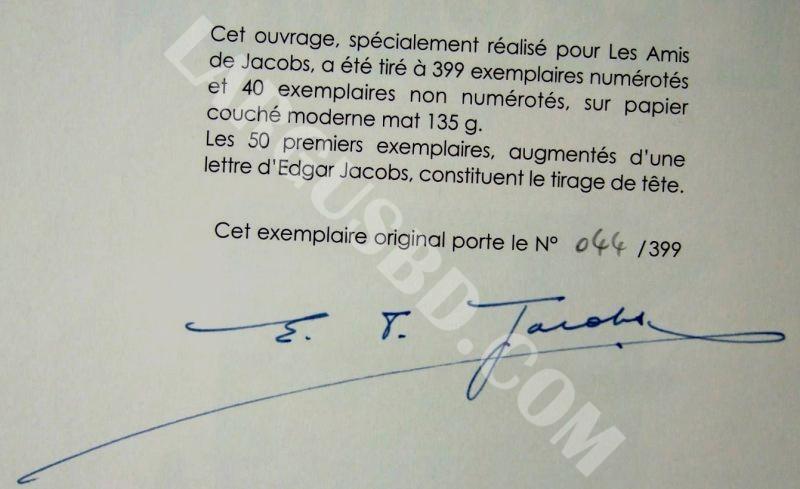 Cet ouvrage, spécialement réalisé pour Les Amis
de Jacobs, a été tiré à 399 exemplaires numérotés
et 40 exemplaires non numérotés, sur papier
couché moderne mat 135 g.
Les 50 premiers exemplaires, augmentés d'une
lettre d'Edgar Jacobs, constituent le tirage de tête.
Cet exemplaire original porte le N° 044 /399
E. P. Jacobs
LARGUSBD.COM